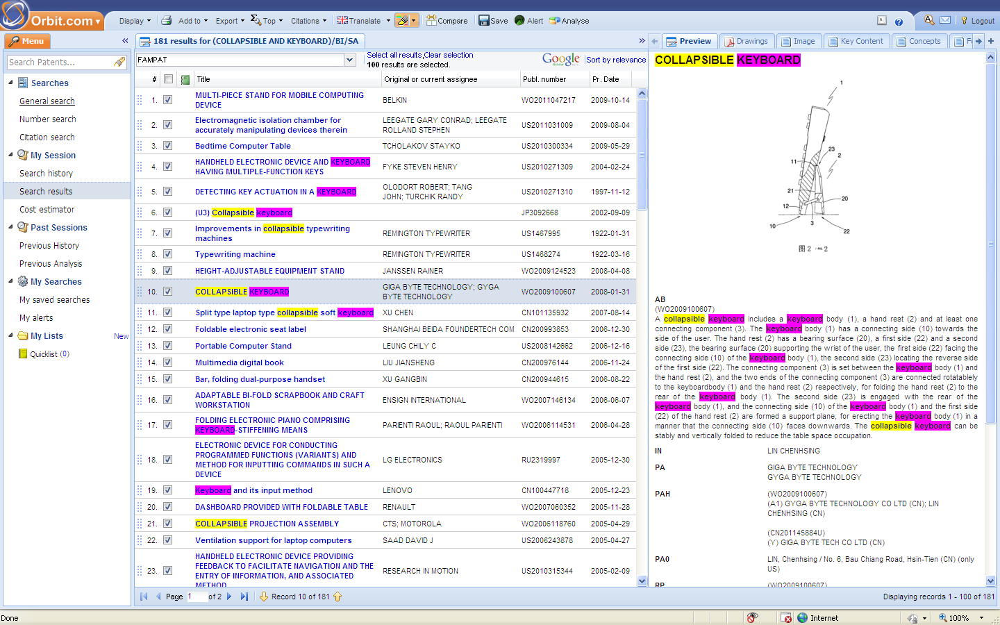 Orbit.com
Display
Add to
Export
Top
Citations
Translate
Compare
Save
Alert
Analyse
Logout
Menu
181 results for (COLLAPSIBLE AND KEYBOARD)/BI/SA
Preview
Drawings
Image
Key Content
Concepts
Search Patents...
Searches
General search
Number search
Citation search
My Session
Search history
Search results
Cost estimator
Past Sessions
Previous History
Previous Analysis
My Searches
My saved searches
My alerts
My Lists New
Quicklist (0)
FAMPAT
Select all results,Clear selection
100 results are selected.
Google
Sort by relevance
# Title Original or current assignee Publ. number Pr. Date
1. MULTI-PIECE STAND FOR MOBILE COMPUTING DEVICE BELKIN WO2011047217 2009-10-14
2. Electromagnetic isolation chamber for accurately manipulating devices therein LEEGATE GARY CONRAD; LEEGATE ROLLAND STEPHEN US2011031009 2009-08-04
3. Bedtime Computer Table TCHOLAKOV STAYKO US2010300334 2009-05-29
4. HANDHELD ELECTRONIC DEVICE AND KEYBOARD HAVING MULTIPLE-FUNCTION KEYS FYKE STEVEN HENRY US2010271309 2004-02-24
5. DETECTING KEY ACTUATION IN A KEYBOARD OLODORT ROBERT; TANG JOHN; TURCHIK RANDY US2010271310 1997-11-12
6. (U3) Collapsible keyboard JP3092668 2002-09-09
7. Improvements in collapsible typewriting machines REMINGTON TYPEWRITER US1467995 1922-01-31
8. Typewriting machine REMINGTON TYPEWRITER US1468274 1922-03-16
9. HEIGHT-ADJUSTABLE EQUIPMENT STAND JANSSEN RAINER WO2009124523 2008-04-08
10. COLLAPSIBLE KEYBOARD GIGA BYTE TECHNOLOGY; GYGA BYTE TECHNOLOGY WO2009100607 2008-01-31
11. Split type laptop type collapsible soft keyboard XU CHEN CN101135932 2007-08-14
12. Foldable electronic seat label SHANGHAI BEIDA FOUNDERTECH COM CN200993853 2006-12-30
13. Portable Computer Stand LEUNG CHILY C US2008142662 2006-12-16
14. Multimedia digital book LIU JIANSHENG CN200976144 2006-11-24
15. Bar, folding dual-purpose handset XU GANGBIN CN200944615 2006-08-22
16. ADAPTABLE BI-FOLD SCRAPBOOK AND CRAFT WORKSTATION ENSIGN INTERNATIONAL WO2007146134 2006-06-07
17. FOLDING ELECTRONIC PIANO COMPRISING KEYBOARD-STIFFENING MEANS PARIENTI RAOUL; RAOUL PARIENTI WO2006114531 2006-04-28
18. ELECTRONIC DEVICE FOR CONDUCTING PROGRAMMED FUNCTIONS (VARIANTS) AND METHOD FOR INPUTTING COMMANDS IN SUCH A DEVICE LG ELECTRONICS RU2319997 2005-12-30
19. Keyboard and its input method LENOVO CN100447718 2005-12-23
20. DASHBOARD PROVIDED WITH FOLDABLE TABLE RENAULT WO2007060352 2005-11-28
21. COLLAPSIBLE PROJECTION ASSEMBLY CTS; MOTOROLA WO2006118760 2005-04-29
22. Ventilation support for laptop computers SAAD DAVID J US2006243878 2005-04-27
23. HANDHELD ELECTRONIC DEVICE PROVIDING FEEDBACK TO FACILITATE NAVIGATION AND THE ENTRY OF INFORMATION, AND ASSOCIATED METHOD RESEARCH IN MOTION US2010315344 2005-02-09
Page 1 of 2
Record 10 of 181
COLLAPSIBLE KEYBOARD
1
23
2
11
21
20
12
10
3
22
图 2
AB
(WO2009100607)
A collapsible keyboard includes a keyboard body (1), a hand rest (2) and at least one
connecting component (3). The keyboard body (1) has a connecting side (10) towards the
side of the user. The hand rest (2) has a bearing surface (20), a first side (22) and a second
side (23), the bearing surface (20) supporting the wrist of the user, the first side (22) facing the
connecting side (10) of the keyboard body (1), the second side (23) locating the reverse side
of the first side (22). The connecting component (3) is set between the keyboard body (1) and
the hand rest (2), and the two ends of the connecting component (3) are connected rotatablely
to the keyboardbody (1) and the hand rest (2) respectively, for folding the hand rest (2) to the
rear of the keyboard body (1). The second side (23) is engaged with the rear of the
keyboard body (1), and the connecting side (10) of the keyboard body (1) and the first side
(22) of the hand rest (2) are formed a support plane, for erecting the keyboard body (1) in a
manner that the connecting side (10) faces downwards. The collapsible keyboard can be
stably and vertically folded to reduce the table space occupation.
IN LIN CHENHSING
PA GIGA BYTE TECHNOLOGY
GYGA BYTE TECHNOLOGY
PAH (WO2009100607)
(A1) GYGA BYTE TECHNOLOGY CO LTD (CN); LIN
CHENHSING (CN)
(CN201145884U)
(Y) GIGA BYTE TECH CO LTD (CN)
PA0 LIN, Chenhsing / No. 6, Bau Chiang Road, Hsin-Tien (CN) (only
US)
RP (WO2009100607)
Displaying records 1 - 100 of 181
Done
Internet
100%